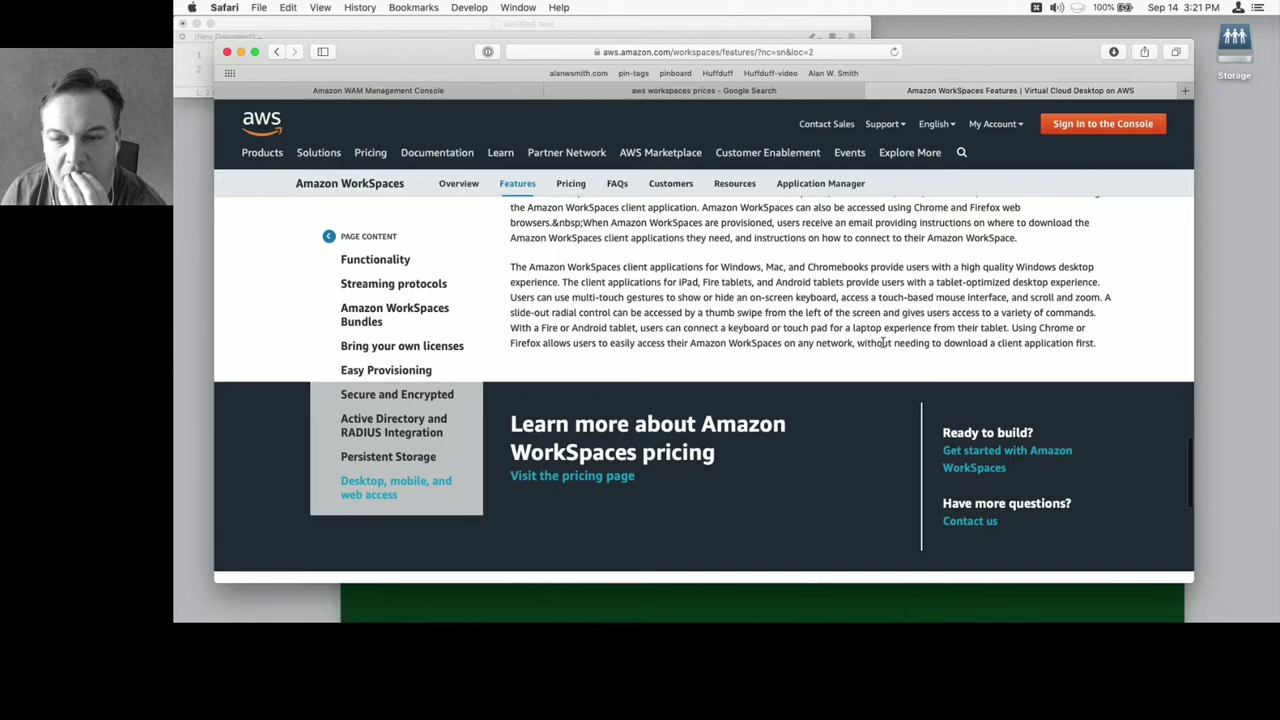 Safari File Edit View History Bookmarks Develop Window Help
100% Sep 14 3:21 PM
untitled text
(New Document)
1
2
L: 2
Storage
aws.amazon.com/workspaces/features/?nc=sn&loc=2
alanwsmith.com pin-tags pinboard Huffduff Huffduff-video Alan W. Smith
Amazon WAM Management Console
aws workspaces prices - Google Search
Amazon WorkSpaces Features | Virtual Cloud Desktop on AWS
aws
Contact Sales Support English My Account Sign In to the Console
Products Solutions Pricing Documentation Learn Partner Network AWS Marketplace Customer Enablement Events Explore More
Amazon WorkSpaces Overview Features Pricing FAQs Customers Resources Application Manager
PAGE CONTENT
Functionality
Streaming protocols
Amazon WorkSpaces
Bundles
Bring your own licenses
Easy Provisioning
Secure and Encrypted
Active Directory and
RADIUS Integration
Persistent Storage
Desktop, mobile, and
web access
the Amazon WorkSpaces client application. Amazon WorkSpaces can also be accessed using Chrome and Firefox web
browsers.&nbsp;When Amazon WorkSpaces are provisioned, users receive an email providing instructions on where to download the
Amazon WorkSpaces client applications they need, and instructions on how to connect to their Amazon WorkSpace.
The Amazon WorkSpaces client applications for Windows, Mac, and Chromebooks provide users with a high quality Windows desktop
experience. The client applications for iPad, Fire tablets, and Android tablets provide users with a tablet-optimized desktop experience.
Users can use multi-touch gestures to show or hide an on-screen keyboard, access a touch-based mouse interface, and scroll and zoom. A
slide-out radial control can be accessed by a thumb swipe from the left of the screen and gives users access to a variety of commands.
With a Fire or Android tablet, users can connect a keyboard or touch pad for a laptop experience from their tablet. Using Chrome or
Firefox allows users to easily access their Amazon WorkSpaces on any network, without needing to download a client application first.
Learn more about Amazon
WorkSpaces pricing
Visit the pricing page
Ready to build?
Get started with Amazon
WorkSpaces
Have more questions?
Contact us